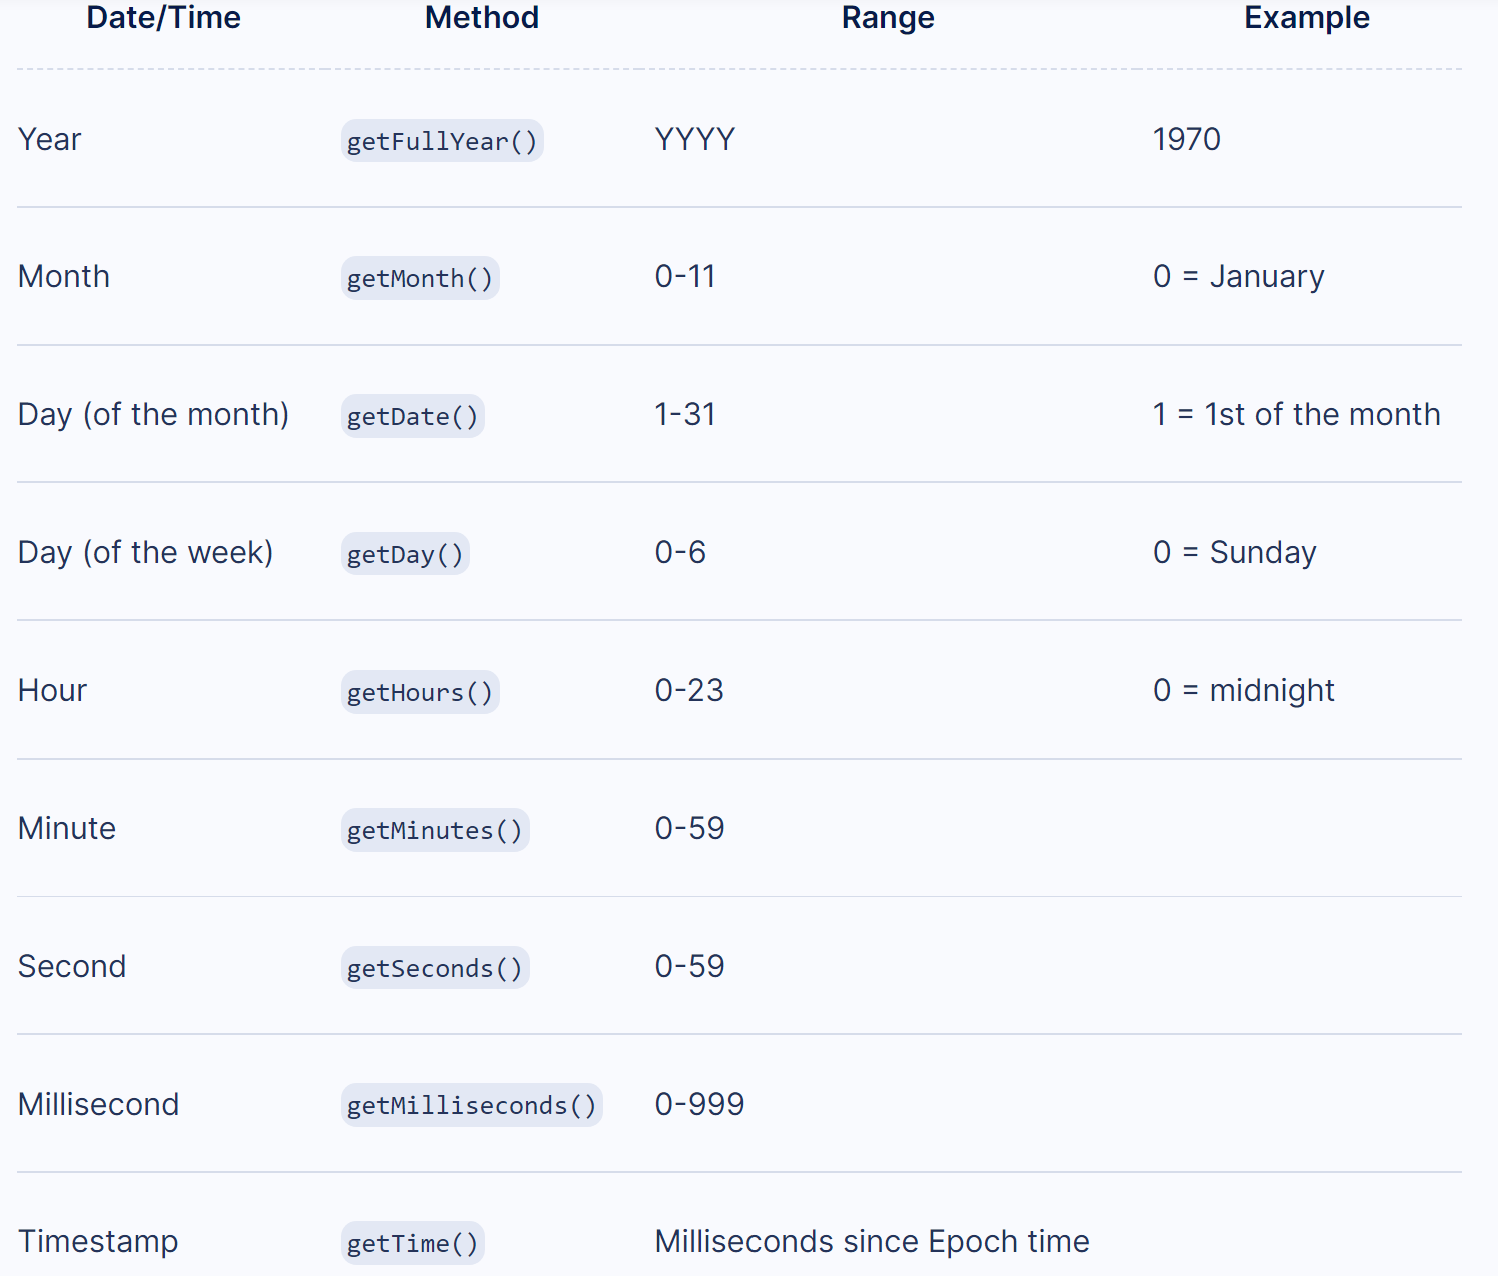 Date/Time Method Range Example
Year getFullYear() YYYY 1970
Month getMonth() 0-11 0 = January
Day (of the month) getDate() 1-31 1 = 1st of the month
Day (of the week) getDay() 0-6 0 = Sunday
Hour getHours() 0-23 0 = midnight
Minute getMinutes() 0-59
Second getSeconds() 0-59
Millisecond getMilliseconds() 0-999
Timestamp getTime() Milliseconds since Epoch time